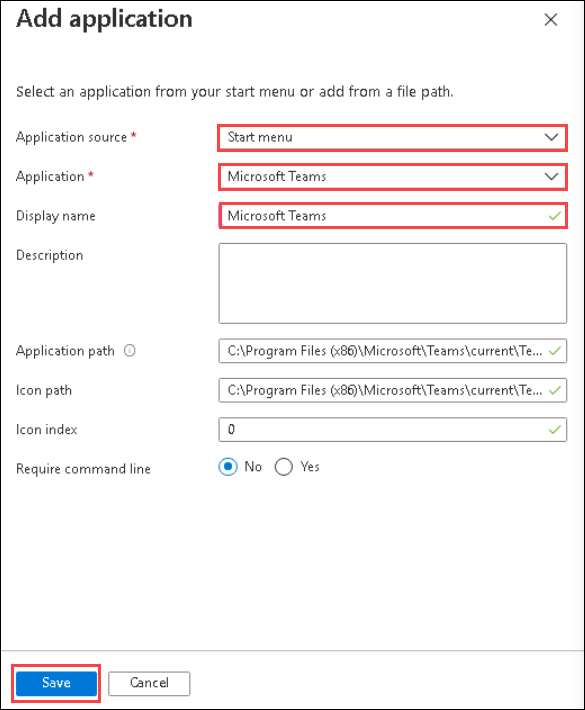 Add application
Select an application from your start menu or add from a file path.
Application source *
Start menu
Application *
Microsoft Teams
Display name
Microsoft Teams
Description
Application path
C:\Program Files (x86)\Microsoft\Teams\current\Te...
Icon path
C:\Program Files (x86)\Microsoft\Teams\current\Te...
Icon index
0
Require command line
No
Yes
Save
Cancel